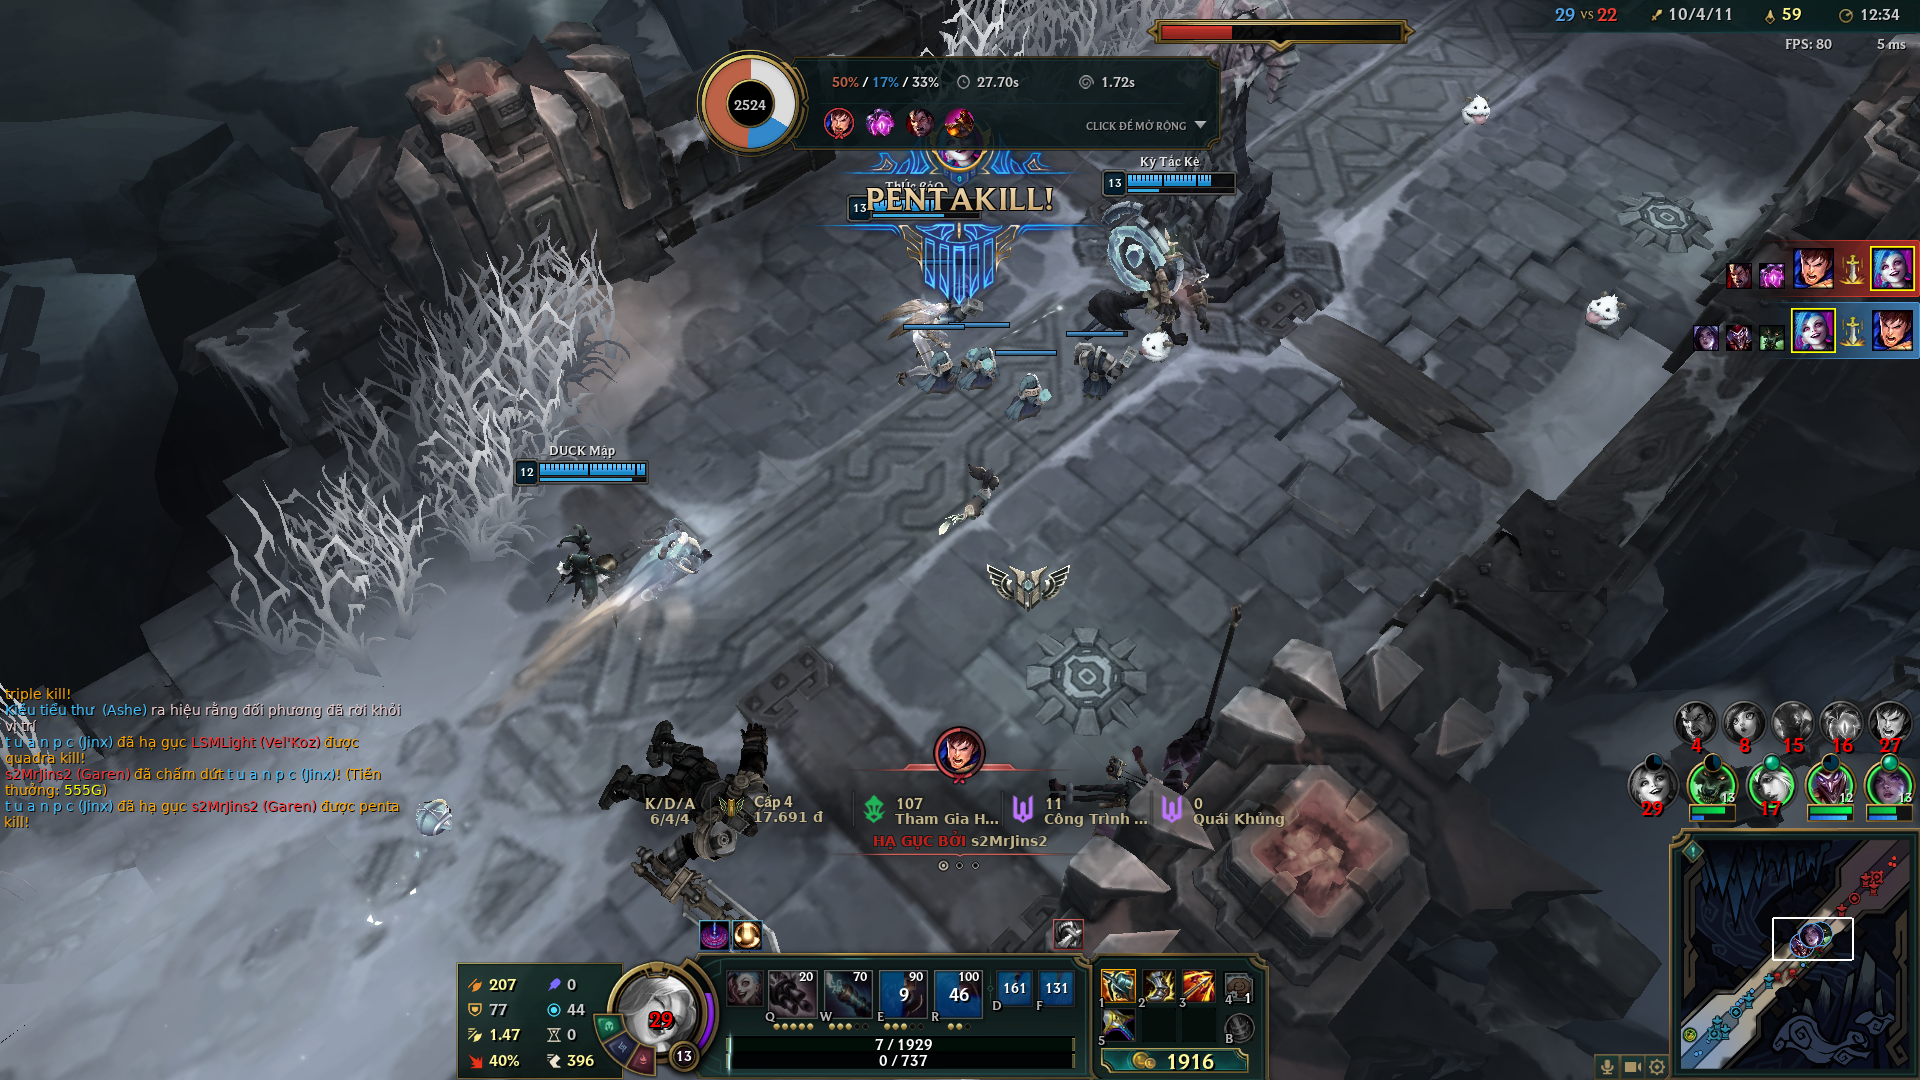 29 vs 22
10/4/11
59
12:34
FPS: 80
5 ms
2524
50% / 17% / 33%
27.70s
1.72s
CLICK ĐỂ MỞ RỘNG
PENTAKILL!
13
Kỳ Tắc Kè
13
DUCK Mập
12
triple kill!
Kiều tiểu thư (Ashe) ra hiệu rằng đối phương đã rời khỏi
vị trí
t u a n p c (Jinx) đã hạ gục LSMLight (Vel'Koz) được
quadra kill!
s2MrJins2 (Garen) đã chấm dứt t u a n p c (Jinx)! (Tiền
thưởng: 555G)
t u a n p c (Jinx) đã hạ gục s2MrJins2 (Garen) được penta
kill!
K/D/A
6/4/4
Cấp 4
17.691 đ
107
Tham Gia H...
11
Công Trình ...
0
Quái Khủng
HẠ GỤC BỞI s2MrJins2
4
8
15
16
27
29
13
17
12
13
207
0
77
44
1.47
0
40%
396
29
13
20
70
90
100
9
46
161
131
Q
W
E
R
D
F
7 / 1929
0 / 737
1
2
3
4
1
5
B
1916